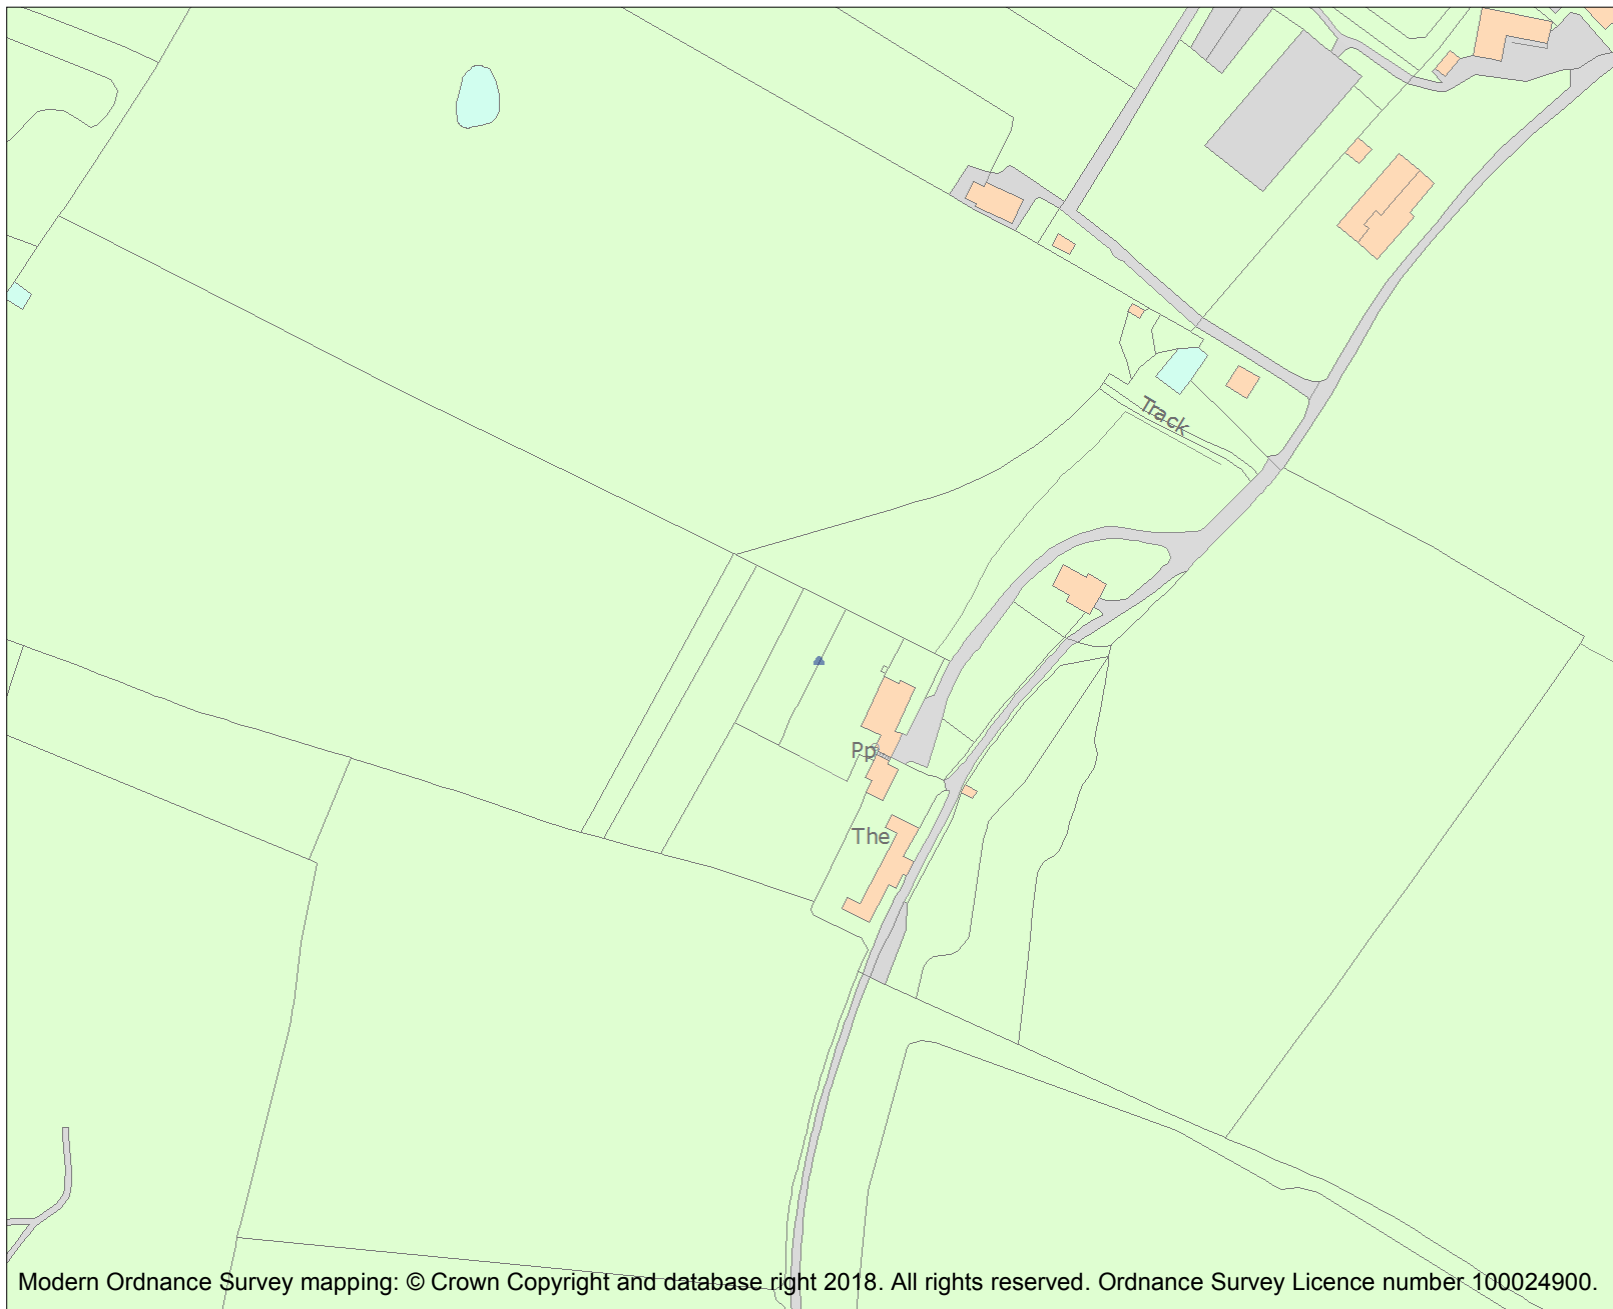 Track
Pp
The
Modern Ordnance Survey mapping: © Crown Copyright and database right 2018. All rights reserved. Ordnance Survey Licence number 100024900.